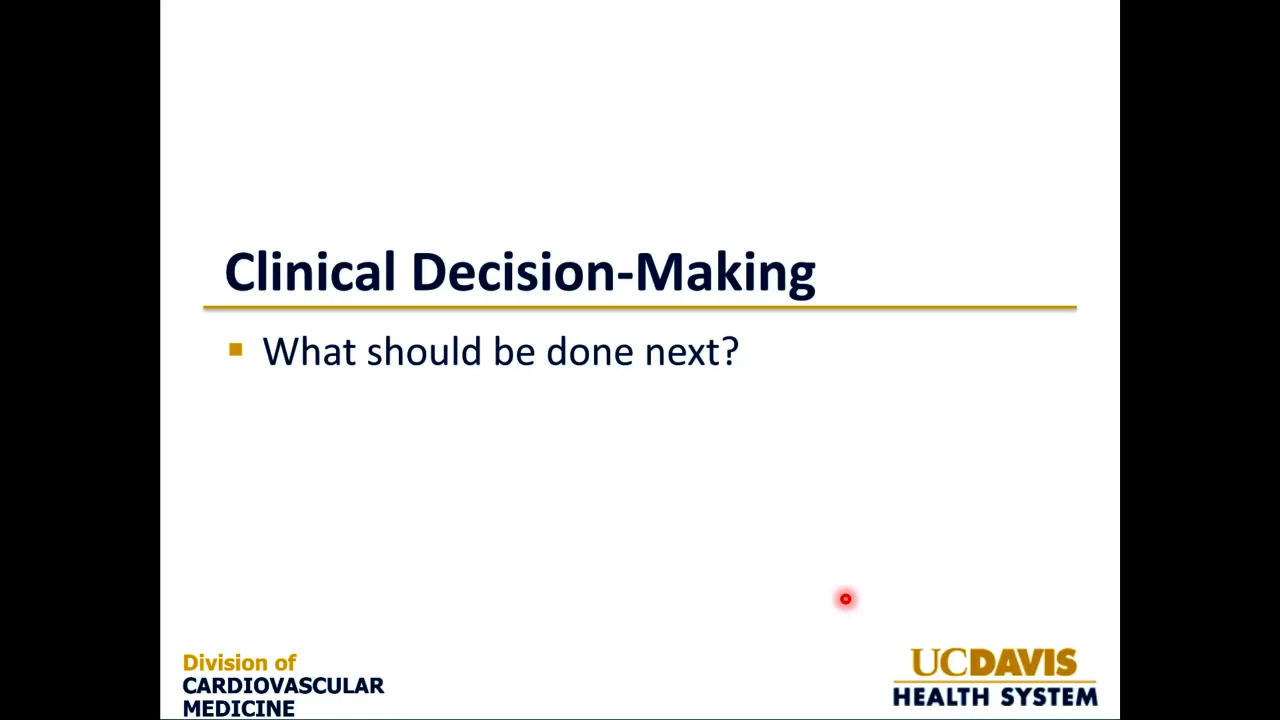 Clinical Decision-Making
What should be done next?
Division of
CARDIOVASCULAR
MEDICINE
UCDAVIS
HEALTH SYSTEM